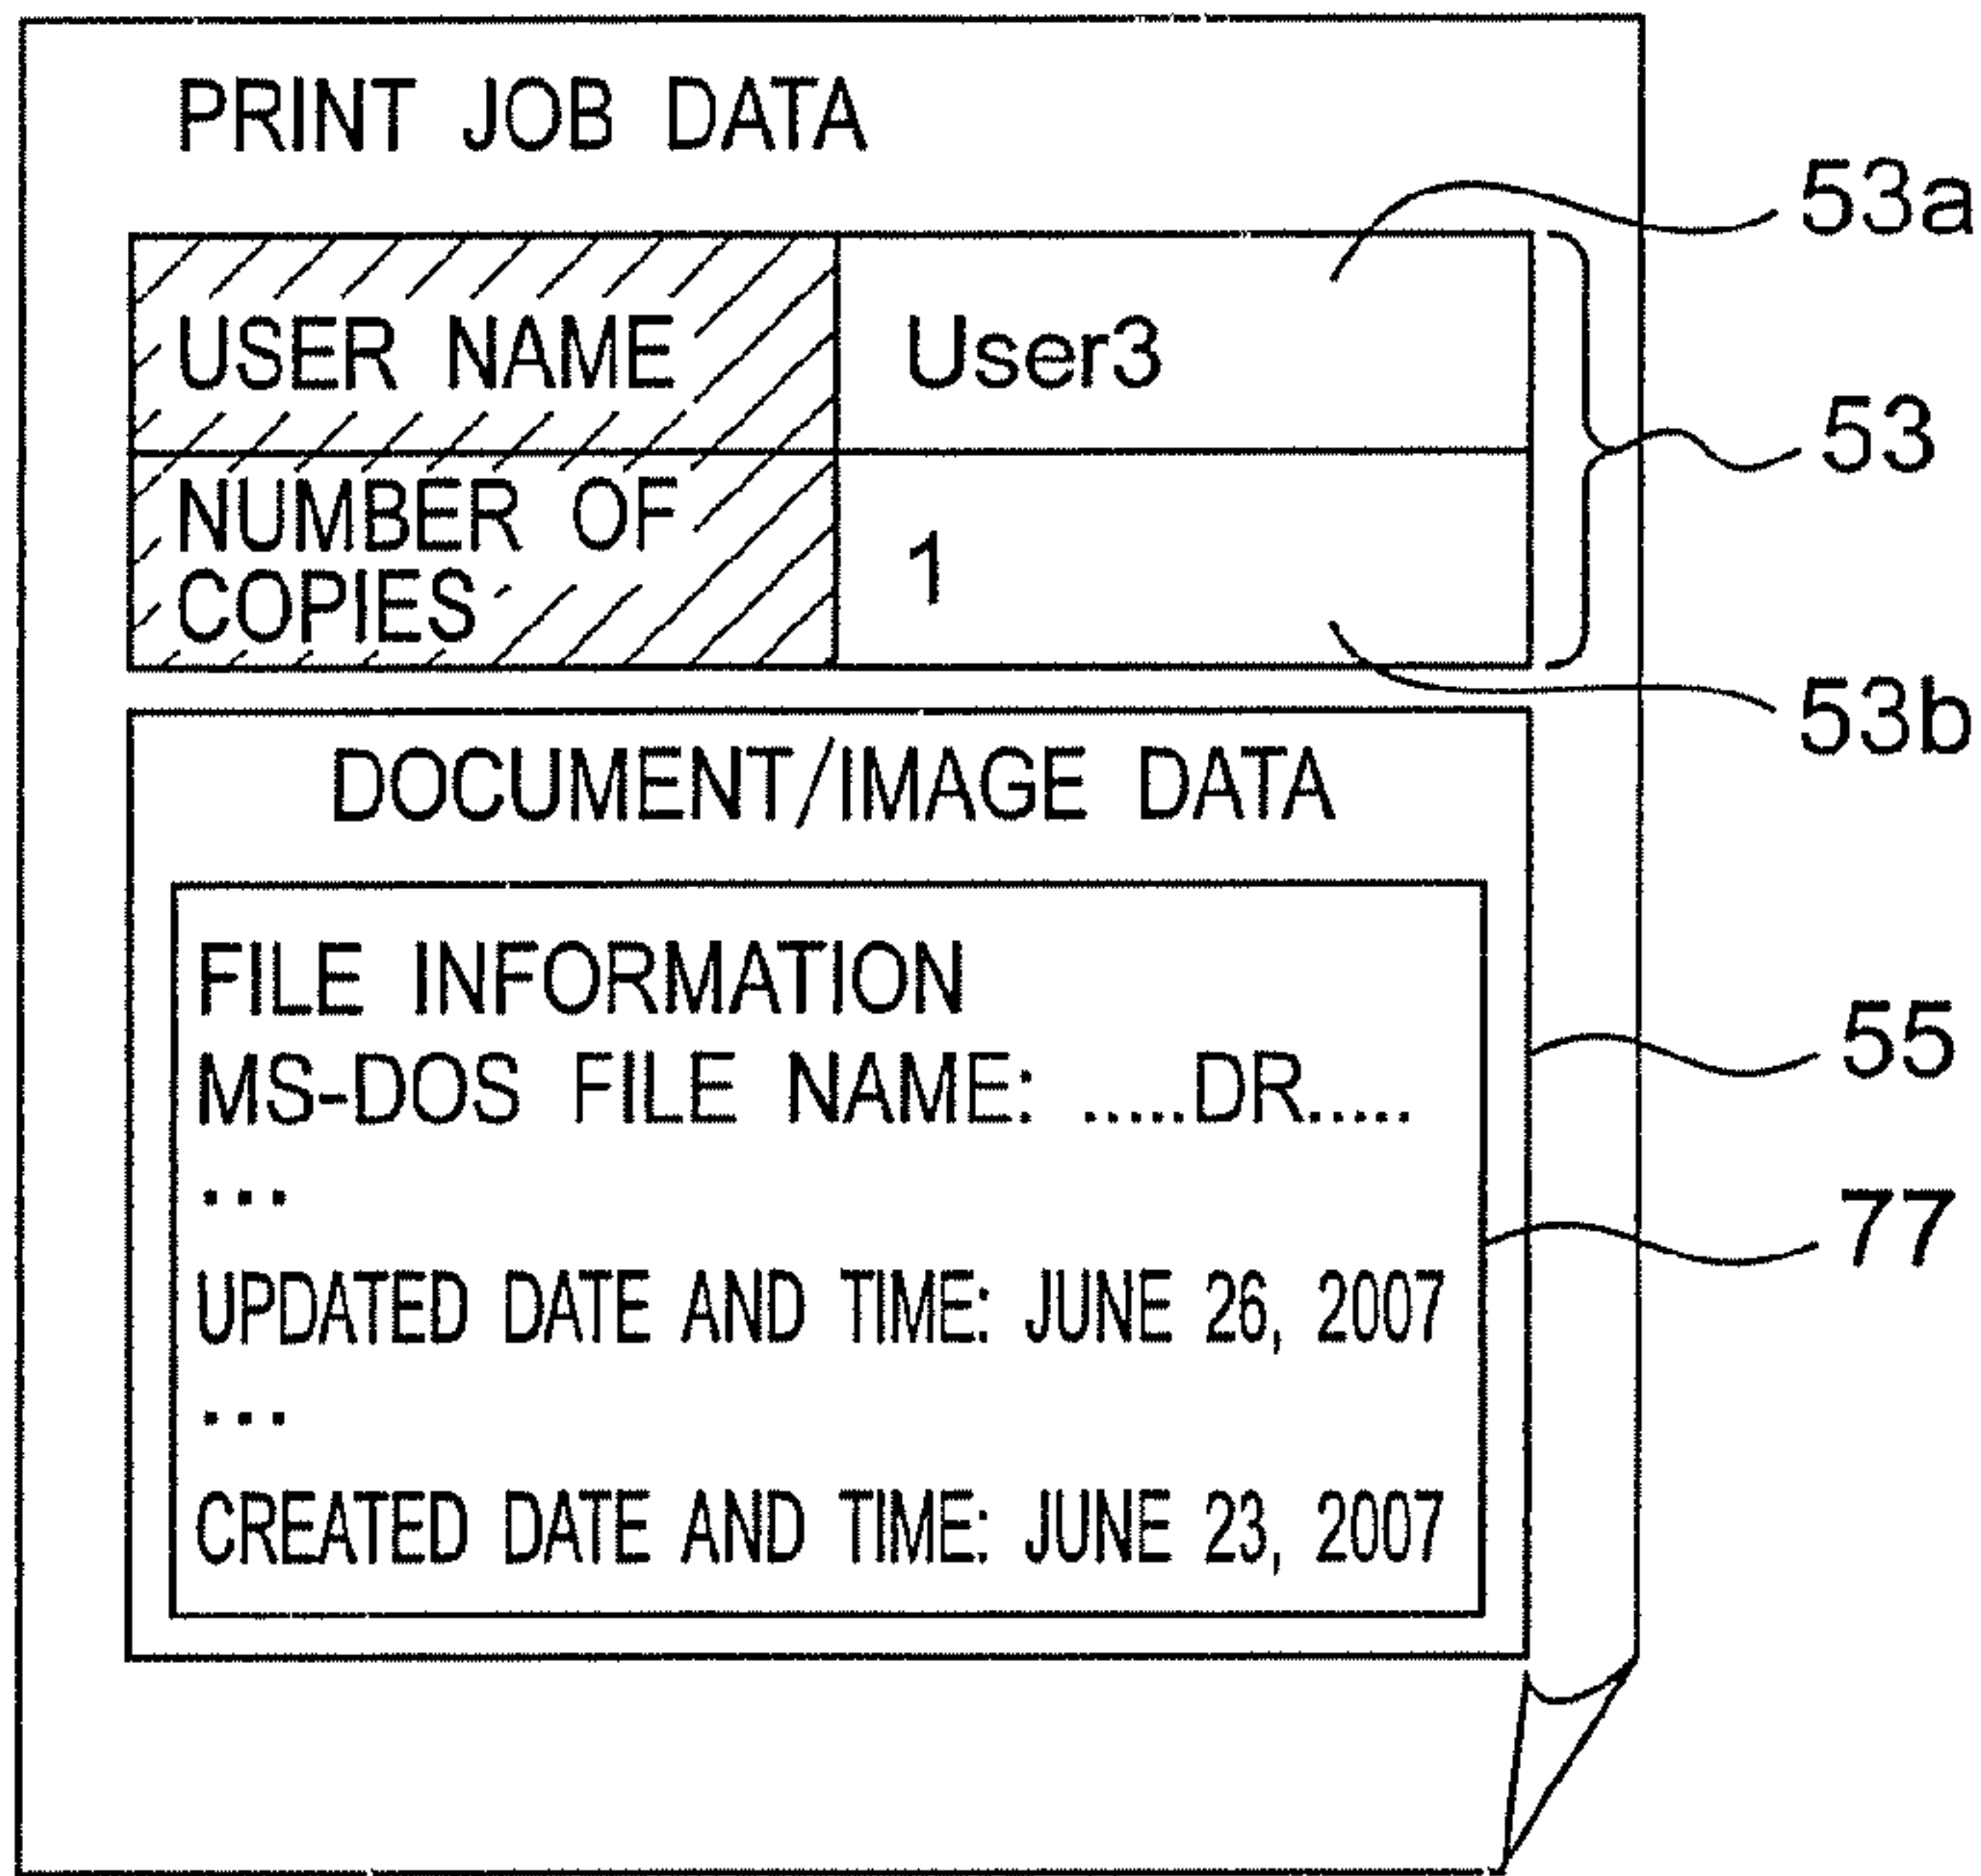 PRINT JOB DATA
53a
USER NAME User3
53
NUMBER OF
COPIES
1
53b
DOCUMENT/IMAGE DATA
FILE INFORMATION
55
MS-DOS FILE NAME: .....DR.....
...
77
UPDATED DATE AND TIME: JUNE 26, 2007
...
CREATED DATE AND TIME: JUNE 23, 2007